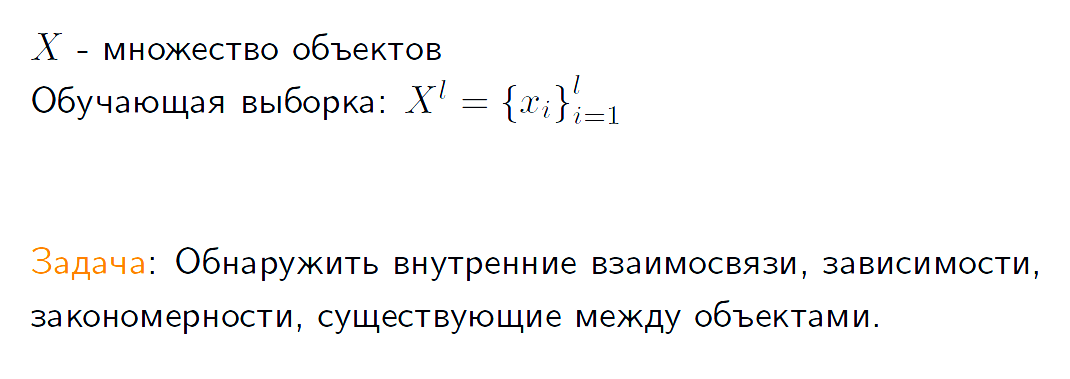 X - множество объектов
Обучающая выборка: X^l = {x_i}_{i=1}^l
Задача: Обнаружить внутренние взаимосвязи, зависимости,
закономерности, существующие между объектами.